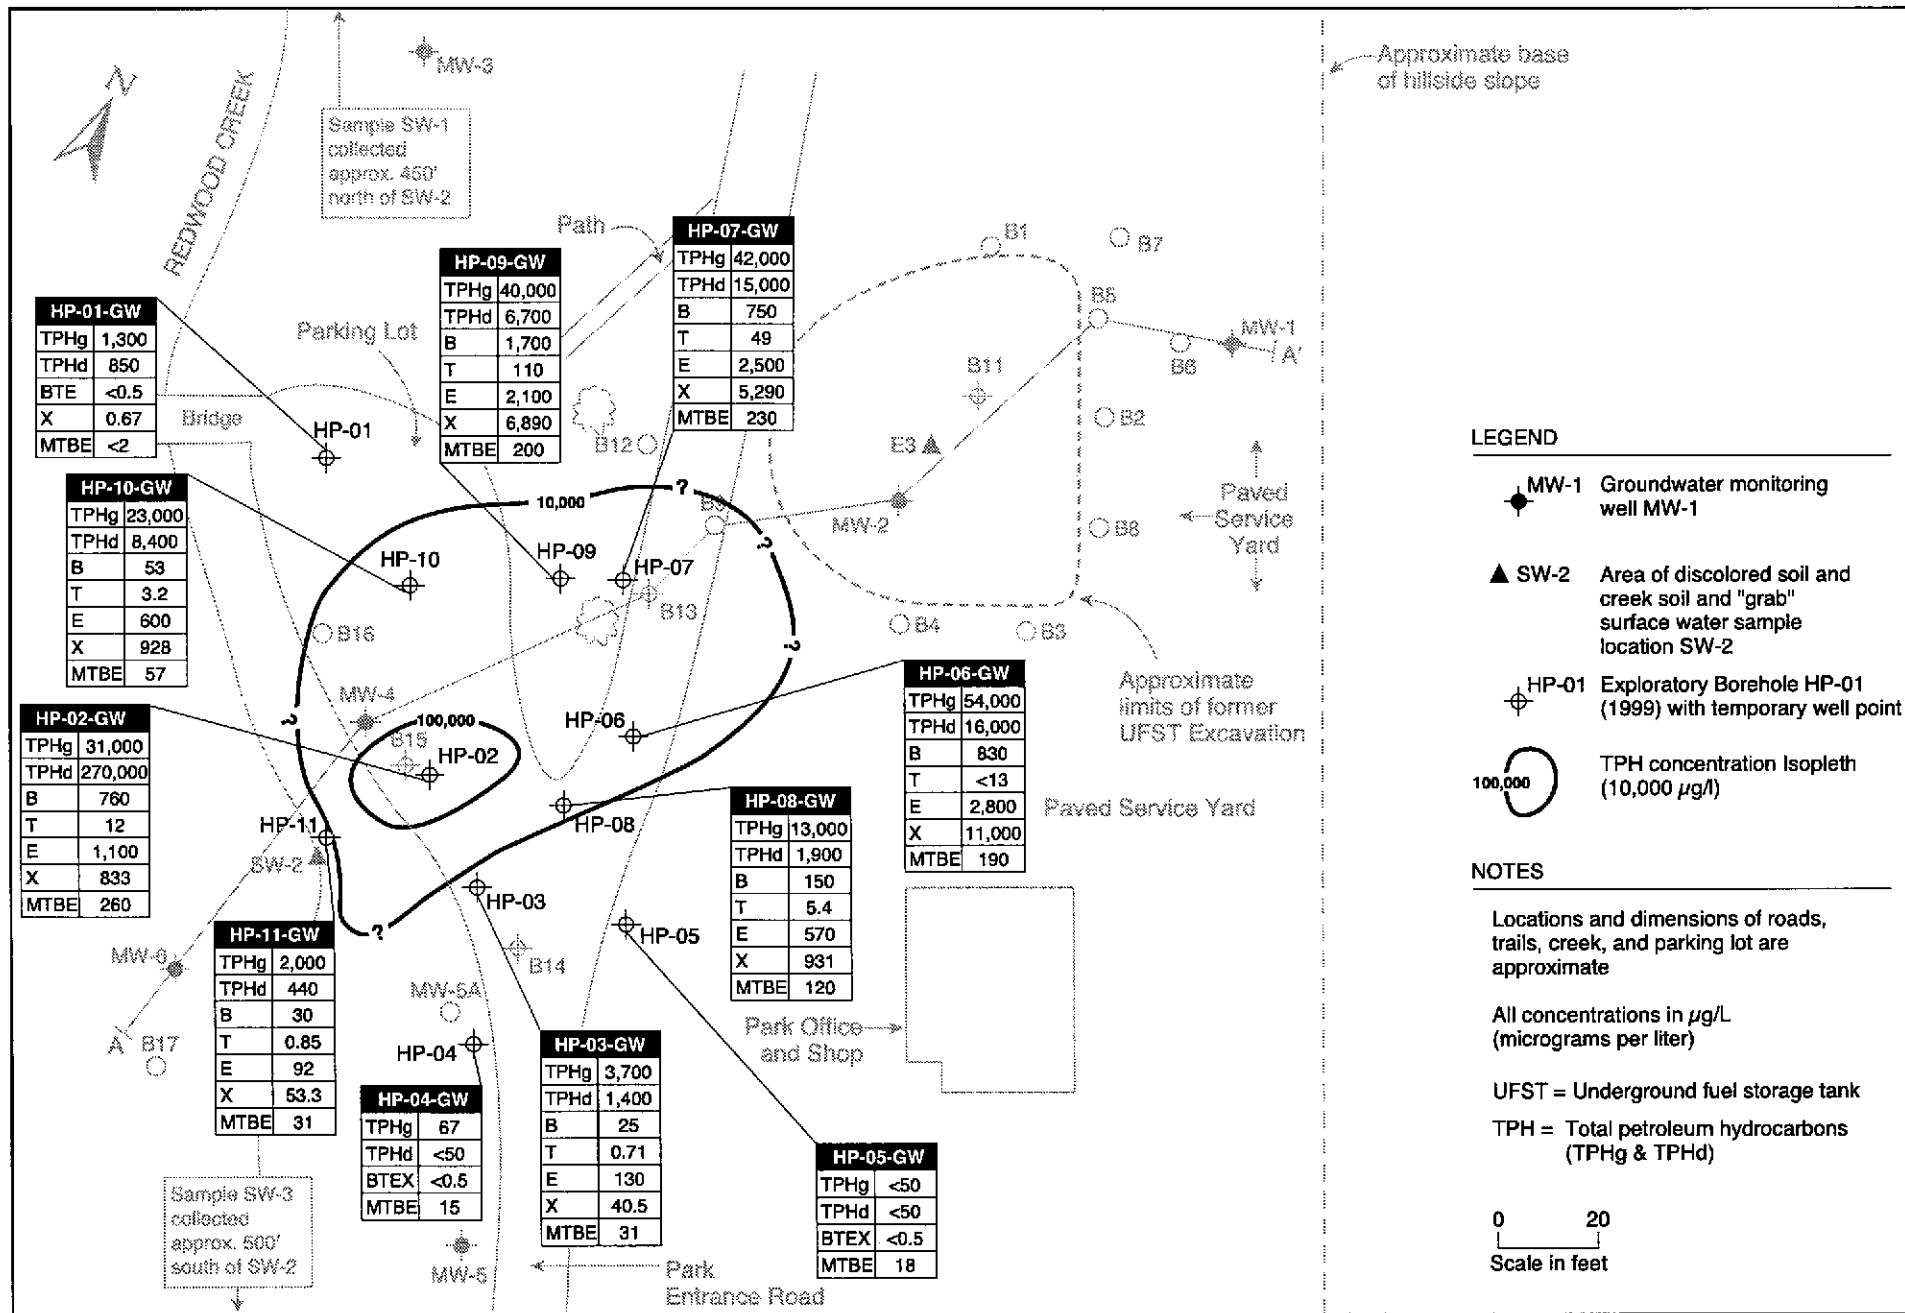 N
REDWOOD CREEK
MW-3
Sample SW-1
collected
approx. 450'
north of SW-2
Approximate base
of hillside slope
Path
Parking Lot
Bridge
HP-01-GW
TPHg 1,300
TPHd 850
BTE <0.5
X 0.67
MTBE <2
HP-09-GW
TPHg 40,000
TPHd 6,700
B 1,700
T 110
E 2,100
X 6,890
MTBE 200
HP-07-GW
TPHg 42,000
TPHd 15,000
B 750
T 49
E 2,500
X 5,290
MTBE 230
B1
B7
B5
MW-1
A'
B6
B11
B2
E3
B12
MW-2
B8
Paved
Service
Yard
B4
B3
Approximate
limits of former
UFST Excavation
HP-01
HP-10-GW
TPHg 23,000
TPHd 8,400
B 53
T 3.2
E 600
X 928
MTBE 57
10,000
?
B9
?
HP-10
HP-09
HP-07
B13
B16
?
MW-4
?
HP-02-GW
TPHg 31,000
TPHd 270,000
B 760
T 12
E 1,100
X 833
MTBE 260
100,000
B15
HP-02
HP-06
HP-06-GW
TPHg 54,000
TPHd 16,000
B 830
T <13
E 2,800
X 11,000
MTBE 190
Paved Service Yard
HP-08
HP-08-GW
TPHg 13,000
TPHd 1,900
B 150
T 5.4
E 570
X 931
MTBE 120
HP-11
SW-2
?
HP-03
HP-05
B14
MW-6
A
B17
HP-11-GW
TPHg 2,000
TPHd 440
B 30
T 0.85
E 92
X 53.3
MTBE 31
MW-5A
HP-04
HP-04-GW
TPHg 67
TPHd <50
BTEX <0.5
MTBE 15
HP-03-GW
TPHg 3,700
TPHd 1,400
B 25
T 0.71
E 130
X 40.5
MTBE 31
Park Office
and Shop
HP-05-GW
TPHg <50
TPHd <50
BTEX <0.5
MTBE 18
Sample SW-3
collected
approx. 500'
south of SW-2
MW-5
Park
Entrance Road
LEGEND
MW-1 Groundwater monitoring
well MW-1
SW-2 Area of discolored soil and
creek soil and "grab"
surface water sample
location SW-2
HP-01 Exploratory Borehole HP-01
(1999) with temporary well point
100,000 TPH concentration Isopleth
(10,000 µg/l)
NOTES
Locations and dimensions of roads,
trails, creek, and parking lot are
approximate
All concentrations in µg/L
(micrograms per liter)
UFST = Underground fuel storage tank
TPH = Total petroleum hydrocarbons
(TPHg & TPHd)
0 20
Scale in feet